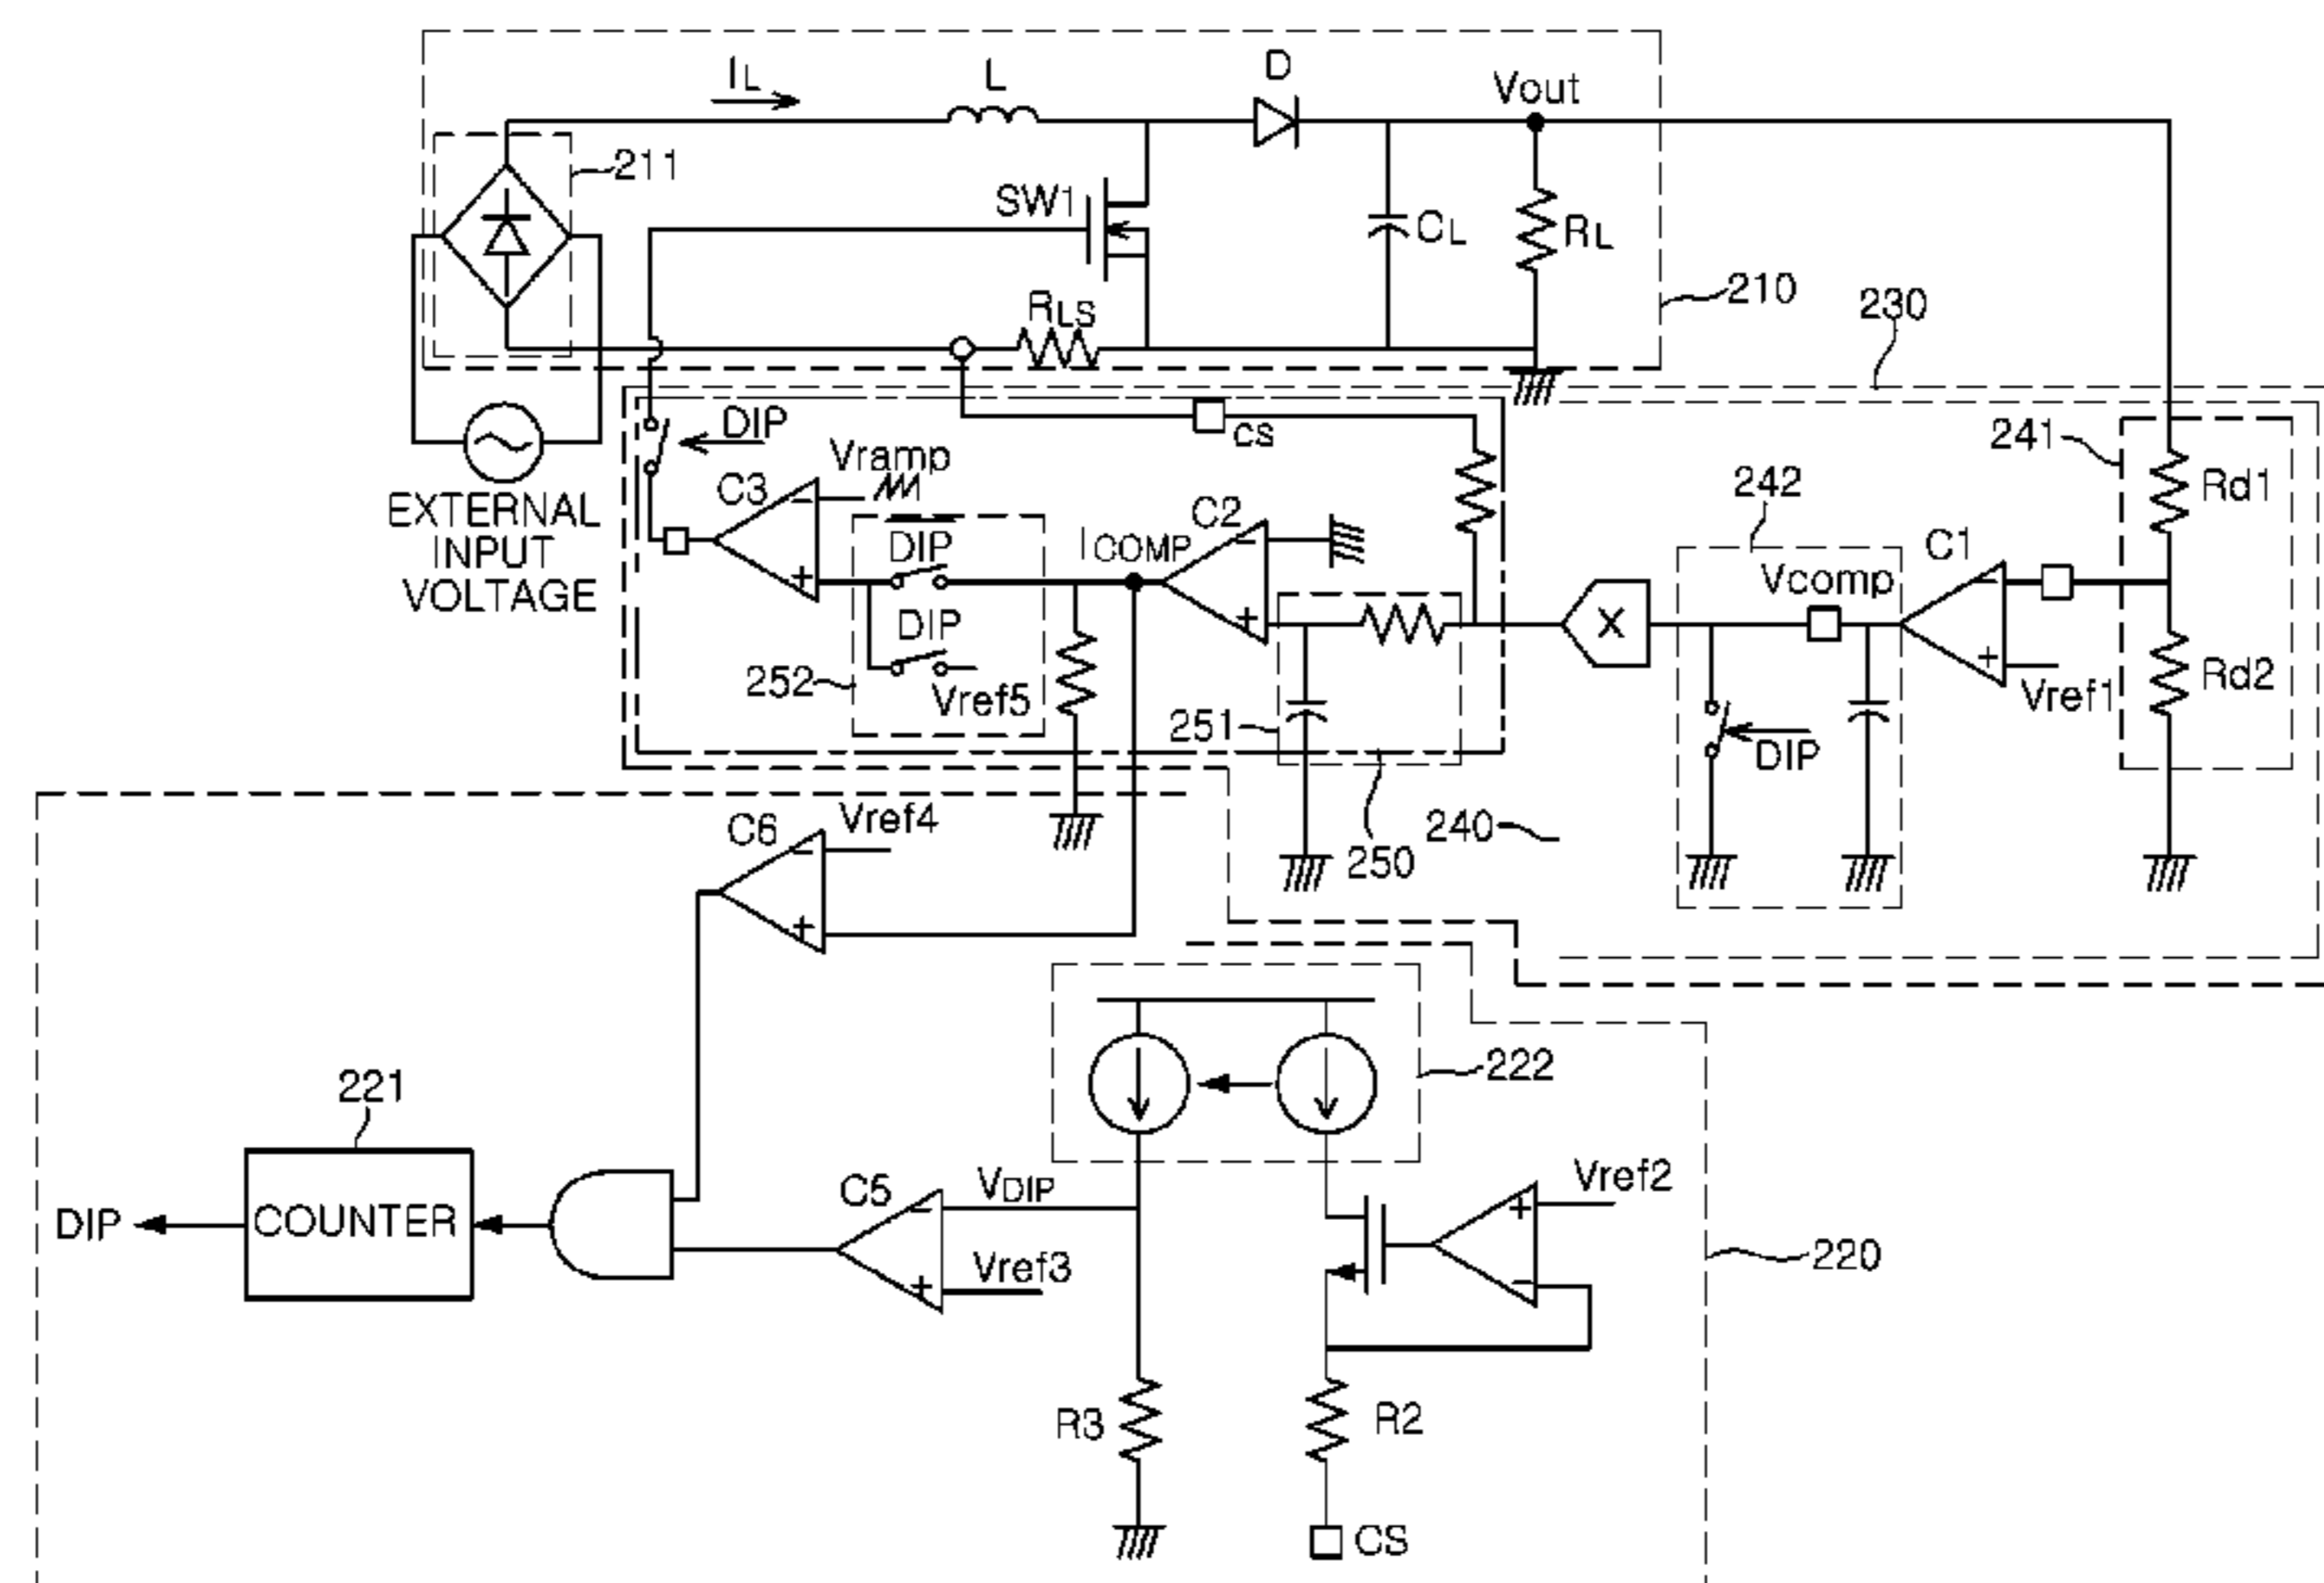 IL
L
D
Vout
211
SW1
CL
RL
210
RLS
230
DIP
cs
241
Vramp
C3
C2
242
Rd1
EXTERNAL
INPUT
VOLTAGE
DIP
ICOMP
C1
Vcomp
DIP
Vref5
252
251
Vref1
Rd2
DIP
X
C6
Vref4
250
240
222
221
Vref2
COUNTER
DIP
C5
VDIP
Vref3
220
R3
R2
CS